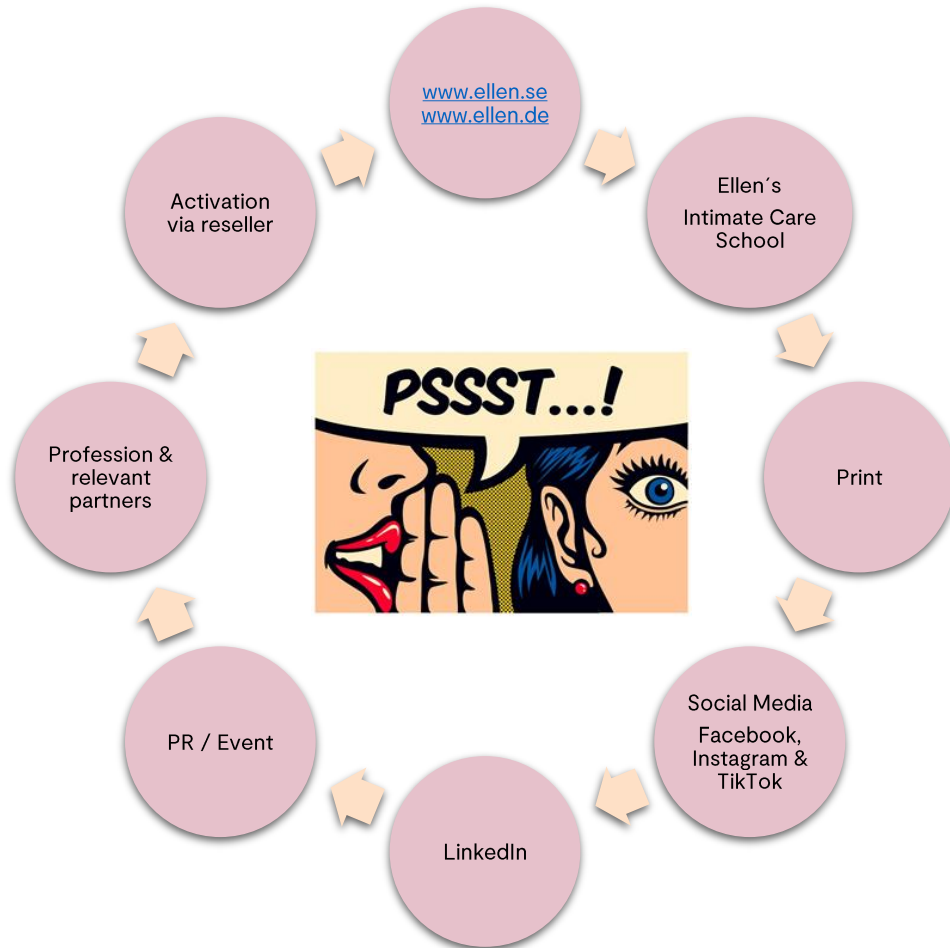 www.ellen.se
www.ellen.de
Ellen´s
Intimate Care
School
Print
Social Media
Facebook,
Instagram &
TikTok
LinkedIn
PR / Event
Profession &
relevant
partners
Activation
via reseller
PSSST...!